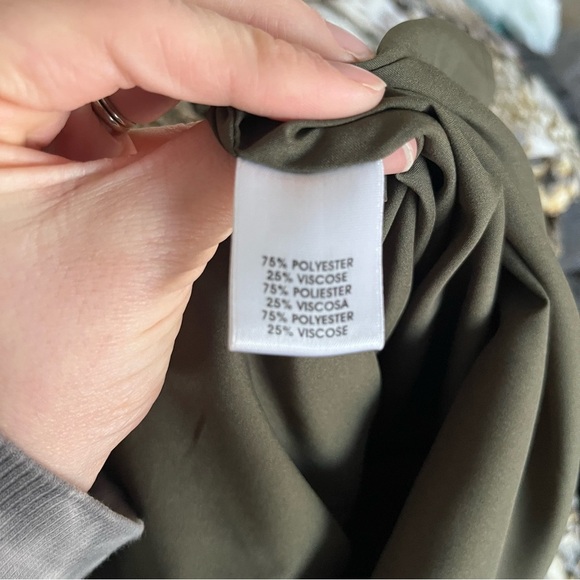 75% POLYESTER
25% VISCOSE
75% POLIESTER
25% VISCOSA
75% POLYESTER
25% VISCOSE